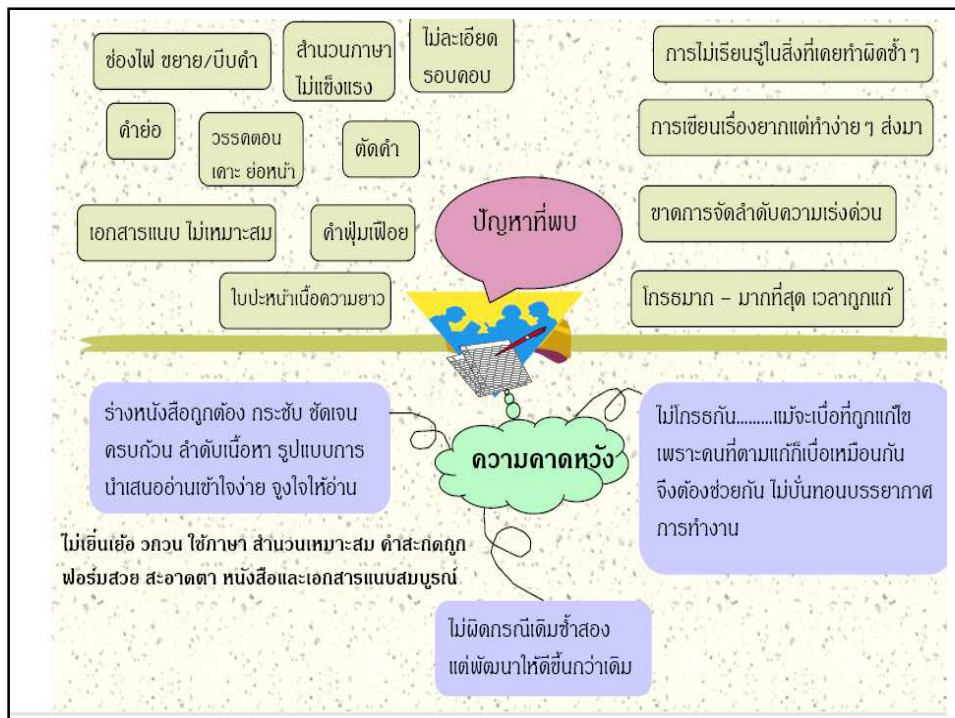 ช่องไฟ ขยาย/บีบคำ
สำนวนภาษา
ไม่แข็งแรง
ไม่ละเอียด
รอบคอบ
การไม่เรียนรู้ในสิ่งที่เคยทำผิดซ้ำ ๆ
คำย่อ
วรรคตอน
เคาะ ย่อหน้า
ตัดคำ
การเขียนเรื่องยากแต่ทำง่าย ๆ ส่งมา
เอกสารแนบ ไม่เหมาะสม
คำฟุ่มเฟือย
ปัญหาที่พบ
ขาดการจัดลำดับความเร่งด่วน
ใบปะหน้าเนื้อความยาว
โกรธมาก – มากที่สุด เวลาถูกแก้
ร่างหนังสือถูกต้อง กระชับ ชัดเจน
ครบถ้วน ลำดับเนื้อหา รูปแบบการ
นำเสนออ่านเข้าใจง่าย จูงใจให้อ่าน
ไม่เยิ่นเย้อ วกวน ใช้ภาษา สำนวนเหมาะสม คำสะกดถูก
ฟอร์มสวย สะอาดตา หนังสือและเอกสารแนบสมบูรณ์
ความคาดหวัง
ไม่โกรธกัน.........แม้จะเบื่อที่ถูกแก้ไข
เพราะคนที่ตามแก้ก็เบื่อเหมือนกัน
จึงต้องช่วยกัน ไม่บั่นทอนบรรยากาศ
การทำงาน
ไม่ผิดกรณีเดิมซ้ำสอง
แต่พัฒนาให้ดีขึ้นกว่าเดิม